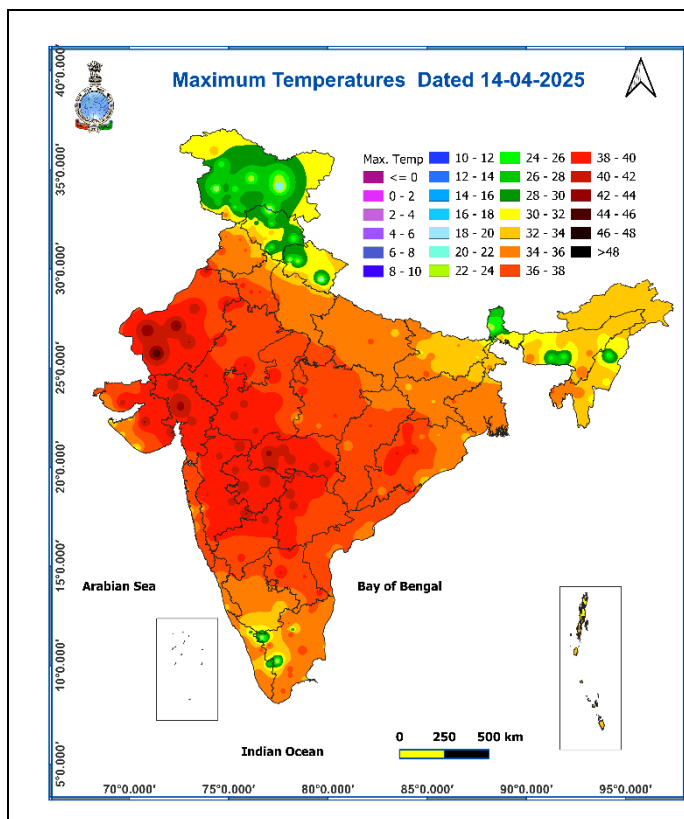 Maximum Temperatures Dated 14-04-2025
40°0.000'
35°0.000'
30°0.000'
25°0.000'
20°0.000'
15°0.000'
10°0.000'
5°0.000'
Max. Temp
<= 0
0 - 2
2 - 4
4 - 6
6 - 8
8 - 10
10 - 12
12 - 14
14 - 16
16 - 18
18 - 20
20 - 22
22 - 24
24 - 26
26 - 28
28 - 30
30 - 32
32 - 34
34 - 36
36 - 38
38 - 40
40 - 42
42 - 44
44 - 46
46 - 48
>48
Arabian Sea
Bay of Bengal
Indian Ocean
0 250 500 km
70°0.000' 75°0.000' 80°0.000' 85°0.000' 90°0.000' 95°0.000'